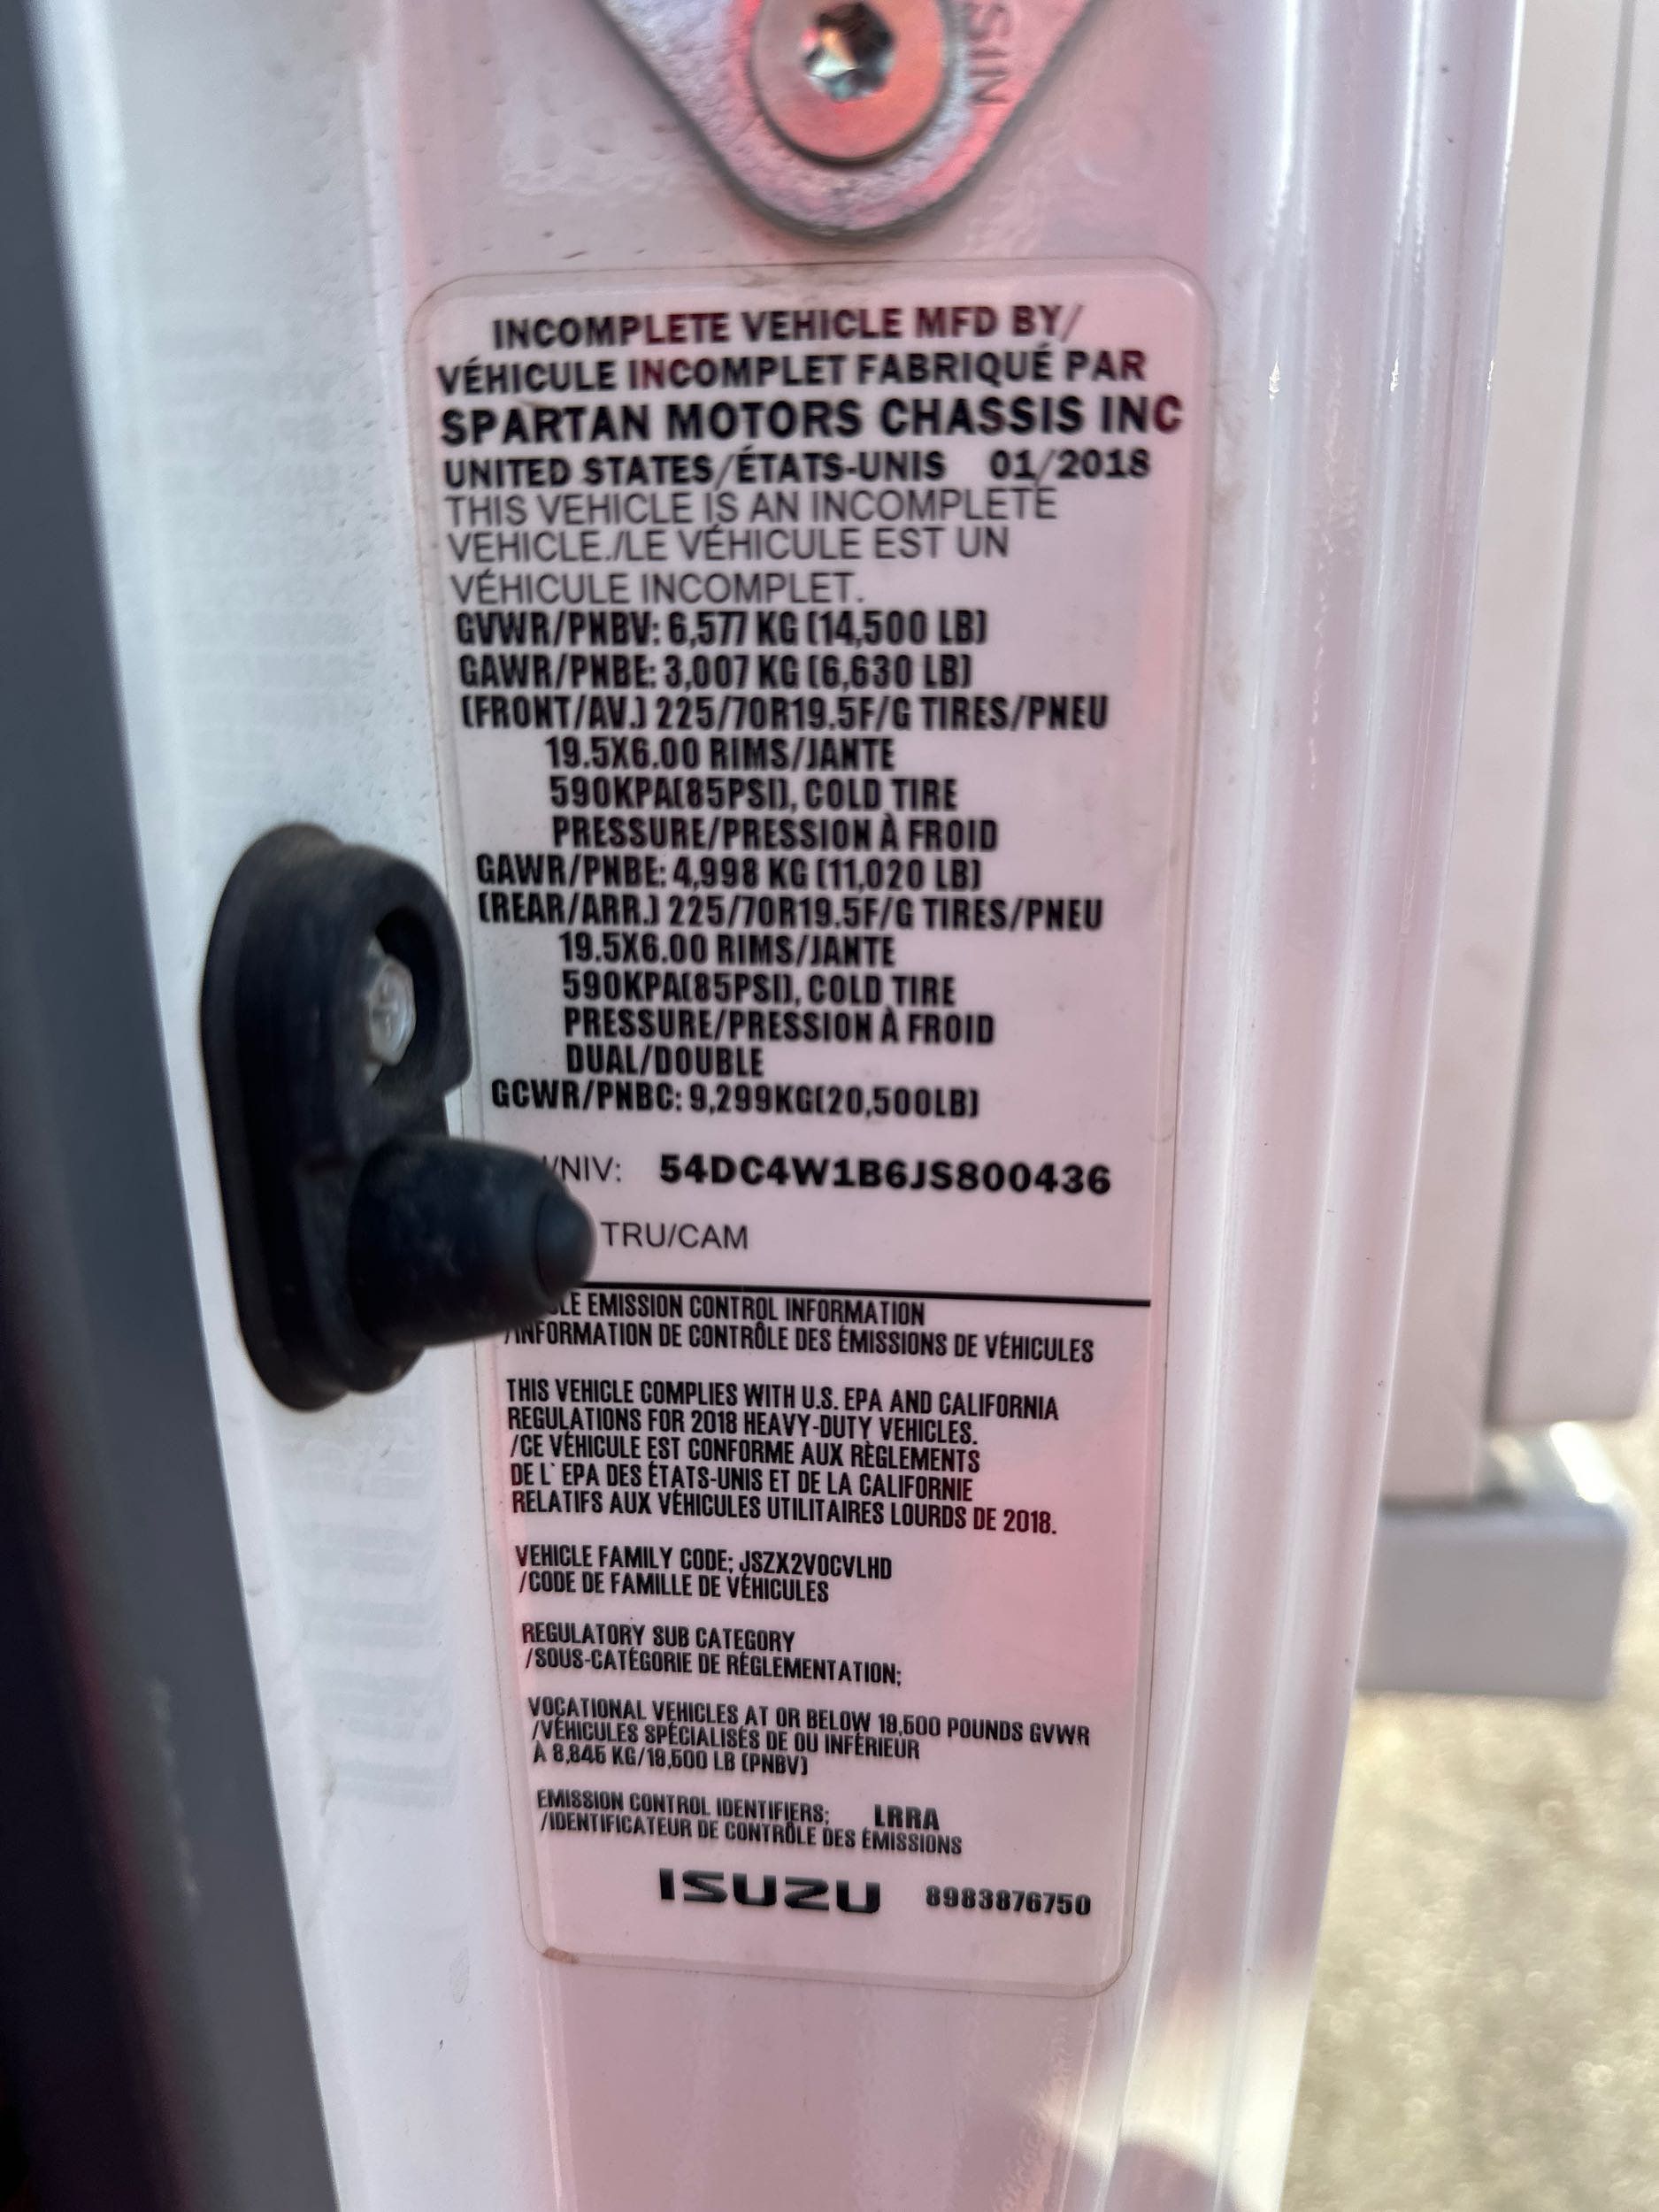 SIN
INCOMPLETE VEHICLE MFD BY/
VÉHICULE INCOMPLET FABRIQUÉ PAR
SPARTAN MOTORS CHASSIS INC
UNITED STATES/ÉTATS-UNIS 01/2018
THIS VEHICLE IS AN INCOMPLETE
VEHICLE./LE VÉHICULE EST UN
VÉHICULE INCOMPLET.
GVWR/PNBV: 6,577 KG (14,500 LB)
GAWR/PNBE: 3,007 KG (6,630 LB)
(FRONT/AV.) 225/70R19.5F/G TIRES/PNEU
19.5X6.00 RIMS/JANTE
590KPA(85PSI), COLD TIRE
PRESSURE/PRESSION À FROID
GAWR/PNBE: 4,998 KG (11,020 LB)
(REAR/ARR.) 225/70R19.5F/G TIRES/PNEU
19.5X6.00 RIMS/JANTE
590KPA(85PSI), COLD TIRE
PRESSURE/PRESSION À FROID
DUAL/DOUBLE
GCWR/PNBC: 9,299KG(20,500LB)
/NIV: 54DC4W1B6JS800436
TRU/CAM
LE EMISSION CONTROL INFORMATION
/INFORMATION DE CONTRÔLE DES ÉMISSIONS DE VÉHICULES
THIS VEHICLE COMPLIES WITH U.S. EPA AND CALIFORNIA
REGULATIONS FOR 2018 HEAVY-DUTY VEHICLES.
/CE VÉHICULE EST CONFORME AUX RÈGLEMENTS
DE L' EPA DES ÉTATS-UNIS ET DE LA CALIFORNIE
RELATIFS AUX VÉHICULES UTILITAIRES LOURDS DE 2018.
VEHICLE FAMILY CODE; JSZX2VOCVLHD
/CODE DE FAMILLE DE VÉHICULES
REGULATORY SUB CATEGORY
/SOUS-CATÉGORIE DE RÉGLEMENTATION;
VOCATIONAL VEHICLES AT OR BELOW 19,500 POUNDS GVWR
/VÉHICULES SPÉCIALISÉS DE OU INFÉRIEUR
À 8,845 KG/19,500 LB (PNBV)
EMISSION CONTROL IDENTIFIERS; LRRA
/IDENTIFICATEUR DE CONTRÔLE DES ÉMISSIONS
ISUZU 8983876750